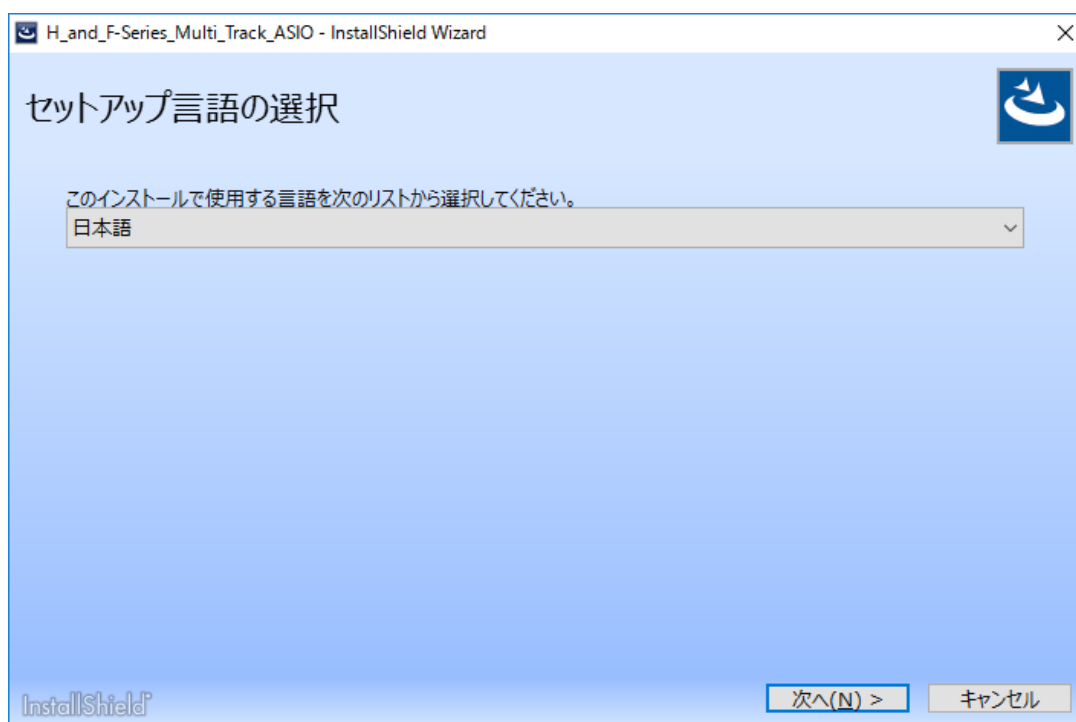 H_and_F-Series_Multi_Track_ASIO - InstallShield Wizard
セットアップ言語の選択
このインストールで使用する言語を次のリストから選択してください。
日本語
InstallShield
次へ(N) >
キャンセル